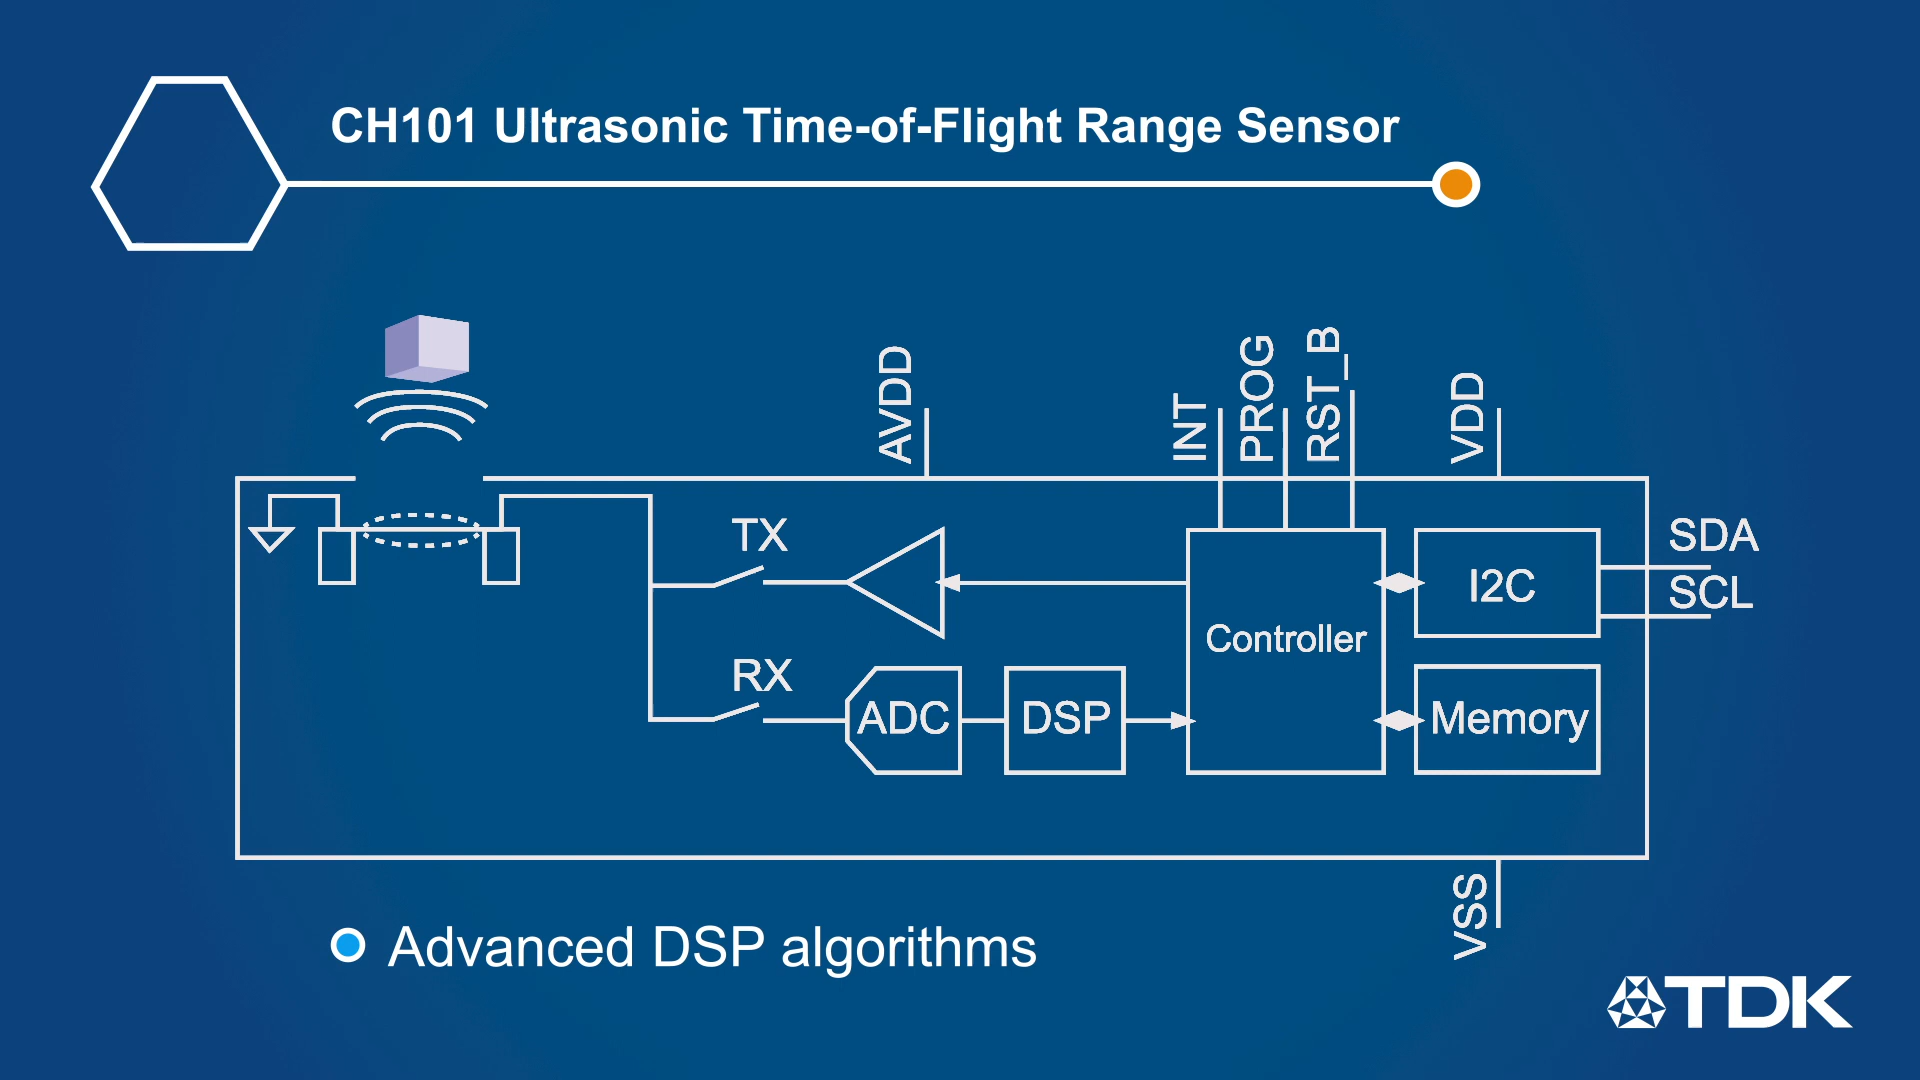 CH101 Ultrasonic Time-of-Flight Range Sensor
AVDD
INT
PROG
RST_B
VDD
TX
SDA
I2C
SCL
Controller
RX
ADC
DSP
Memory
VSS
Advanced DSP algorithms
TDK